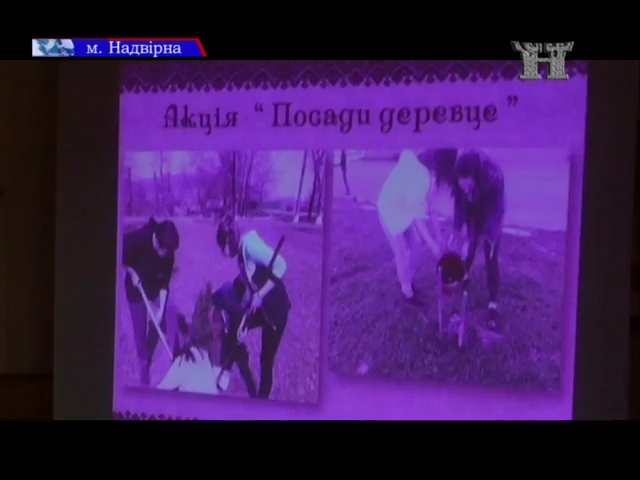 м. Надвірна
Н
Акція “ Посади деревце ”